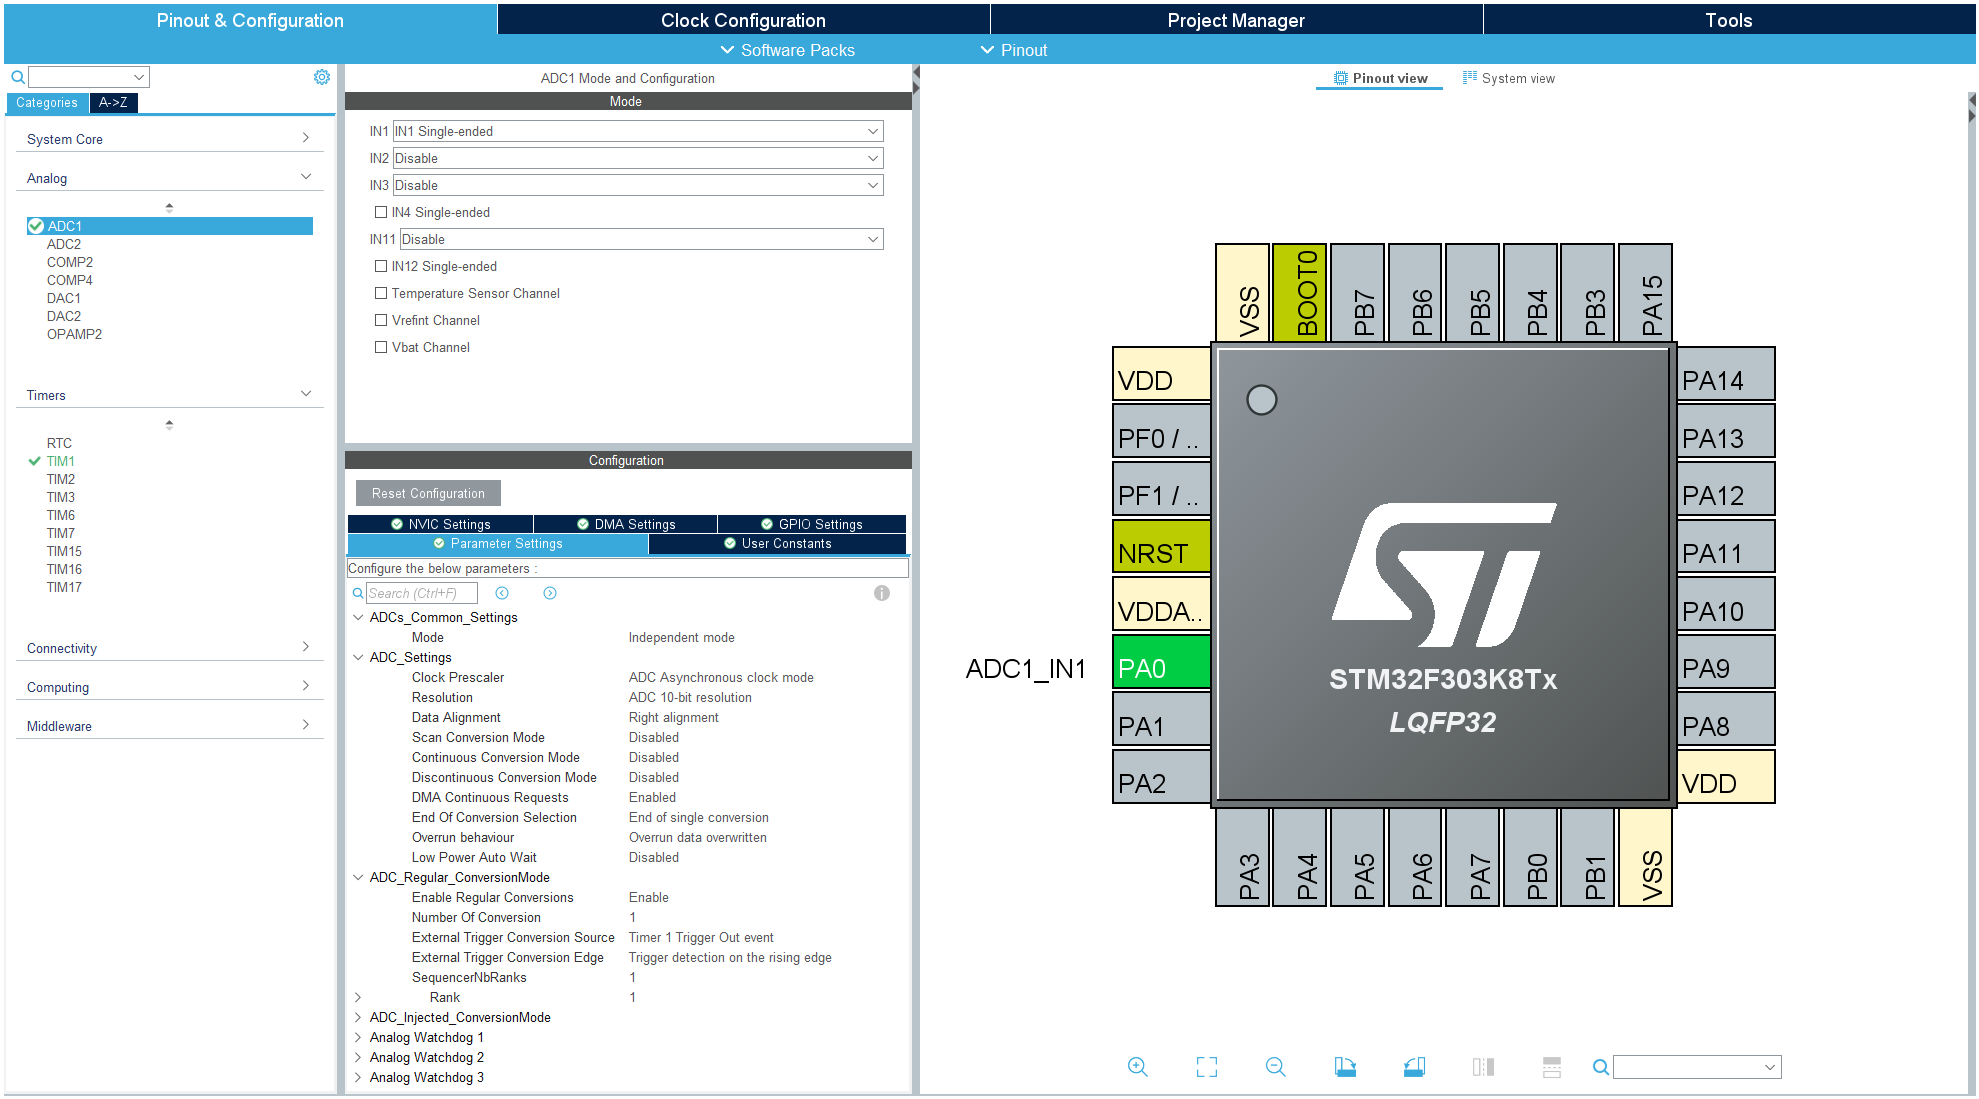 Pinout & Configuration
Clock Configuration
Project Manager
Tools
Software Packs
Pinout
Categories
A->Z
System Core
Analog
ADC1
ADC2
COMP2
COMP4
DAC1
DAC2
OPAMP2
Timers
RTC
TIM1
TIM2
TIM3
TIM6
TIM7
TIM15
TIM16
TIM17
Connectivity
Computing
Middleware
ADC1 Mode and Configuration
Mode
IN1 IN1 Single-ended
IN2 Disable
IN3 Disable
IN4 Single-ended
IN11 Disable
IN12 Single-ended
Temperature Sensor Channel
Vrefint Channel
Vbat Channel
Configuration
Reset Configuration
NVIC Settings
DMA Settings
GPIO Settings
Parameter Settings
User Constants
Configure the below parameters :
Search (Ctrl+F)
ADCs_Common_Settings
Mode Independent mode
ADC_Settings
Clock Prescaler ADC Asynchronous clock mode
Resolution ADC 10-bit resolution
Data Alignment Right alignment
Scan Conversion Mode Disabled
Continuous Conversion Mode Disabled
Discontinuous Conversion Mode Disabled
DMA Continuous Requests Enabled
End Of Conversion Selection End of single conversion
Overrun behaviour Overrun data overwritten
Low Power Auto Wait Disabled
ADC_Regular_ConversionMode
Enable Regular Conversions Enable
Number Of Conversion 1
External Trigger Conversion Source Timer 1 Trigger Out event
External Trigger Conversion Edge Trigger detection on the rising edge
SequencerNbRanks 1
Rank 1
ADC_Injected_ConversionMode
Analog Watchdog 1
Analog Watchdog 2
Analog Watchdog 3
Pinout view
System view
VSS
BOOT0
PB7
PB6
PB5
PB4
PB3
PA15
VDD
PF0 / ..
PF1 / ..
NRST
VDDA..
ADC1_IN1
PA0
PA1
PA2
ST
STM32F303K8Tx
LQFP32
PA14
PA13
PA12
PA11
PA10
PA9
PA8
VDD
PA3
PA4
PA5
PA6
PA7
PB0
PB1
VSS